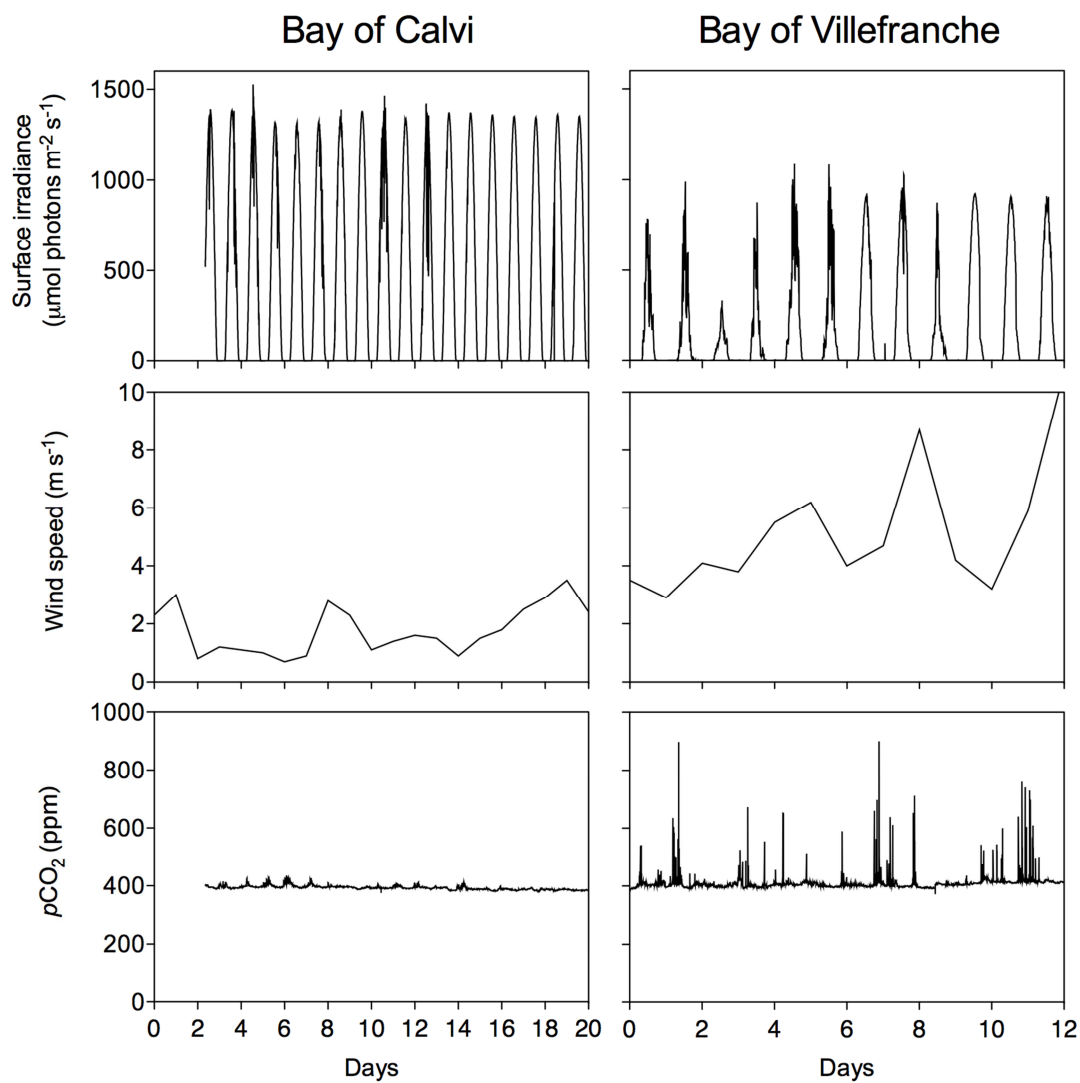 Bay of Calvi
Bay of Villefranche
Surface irradiance
(μmol photons m⁻² s⁻¹)
1500
1000
500
0
Wind speed (m s⁻¹)
10
8
6
4
2
0
pCO₂ (ppm)
1000
800
600
400
200
0
0 2 4 6 8 10 12 14 16 18 20
0 2 4 6 8 10 12
Days
Days